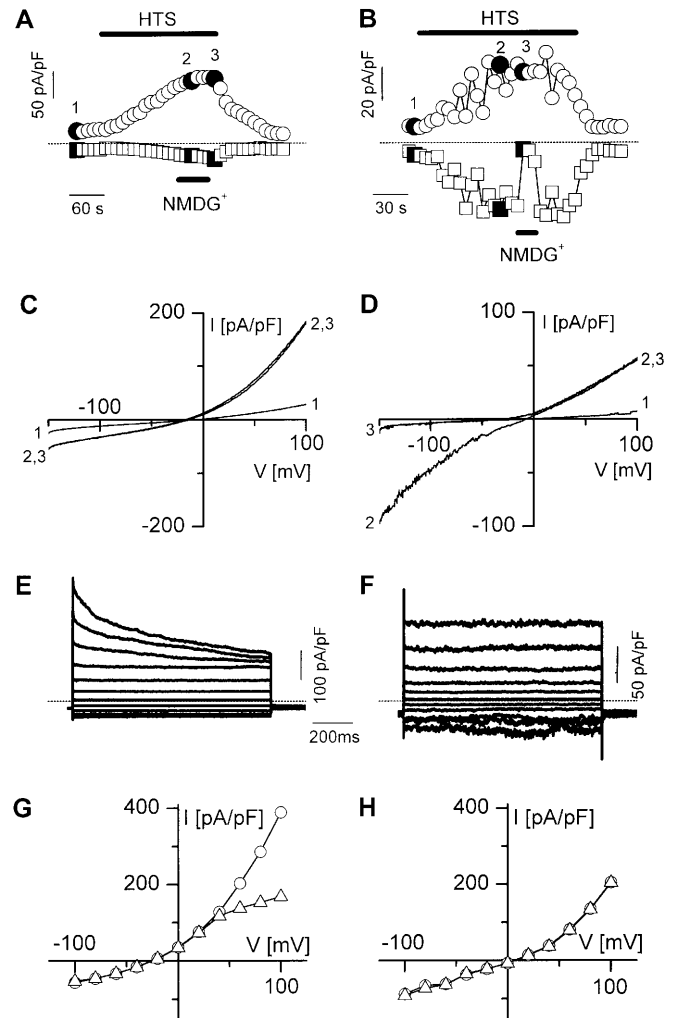 A
HTS
50 pA/pF
1
2
3
60 s
NMDG+
B
HTS
20 pA/pF
1
2
3
30 s
NMDG+
C
200
I [pA/pF]
2,3
-100
1
1
2,3
100
V [mV]
-200
D
100
I [pA/pF]
2,3
1
3
-100
100
V [mV]
2
-100
E
100 pA/pF
200ms
F
50 pA/pF
G
400
I [pA/pF]
200
-100
V [mV]
0
100
H
400
I [pA/pF]
200
-100
V [mV]
0
100